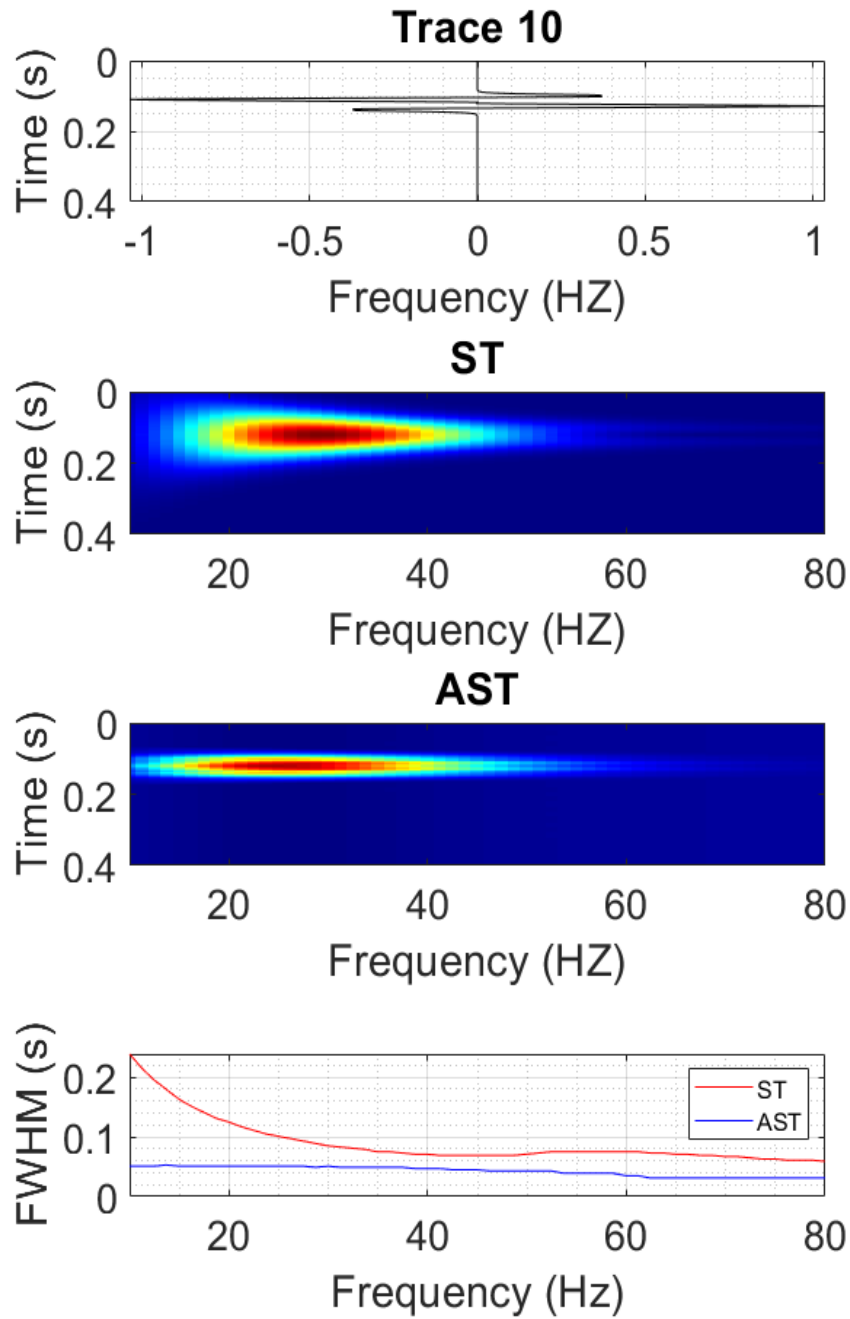 Trace 10
Time (s)
0
0.2
0.4
-1 -0.5 0 0.5 1
Frequency (HZ)
ST
Time (s)
0
0.2
0.4
20 40 60 80
Frequency (HZ)
AST
Time (s)
0
0.2
0.4
20 40 60 80
Frequency (HZ)
FWHM (s)
0.2
0.1
0
ST
AST
20 40 60 80
Frequency (Hz)